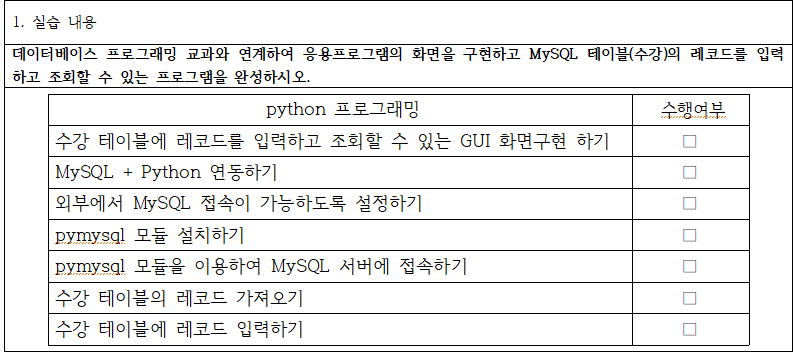 1. 실습 내용
데이터베이스 프로그래밍 교과와 연계하여 응용프로그램의 화면을 구현하고 MySQL 테이블(수강)의 레코드를 입력
하고 조회할 수 있는 프로그램을 완성하시오.
python 프로그래밍 수행여부
수강 테이블에 레코드를 입력하고 조회할 수 있는 GUI 화면구현 하기 □
MySQL + Python 연동하기 □
외부에서 MySQL 접속이 가능하도록 설정하기 □
pymysql 모듈 설치하기 □
pymysql 모듈을 이용하여 MySQL 서버에 접속하기 □
수강 테이블의 레코드 가져오기 □
수강 테이블에 레코드 입력하기 □